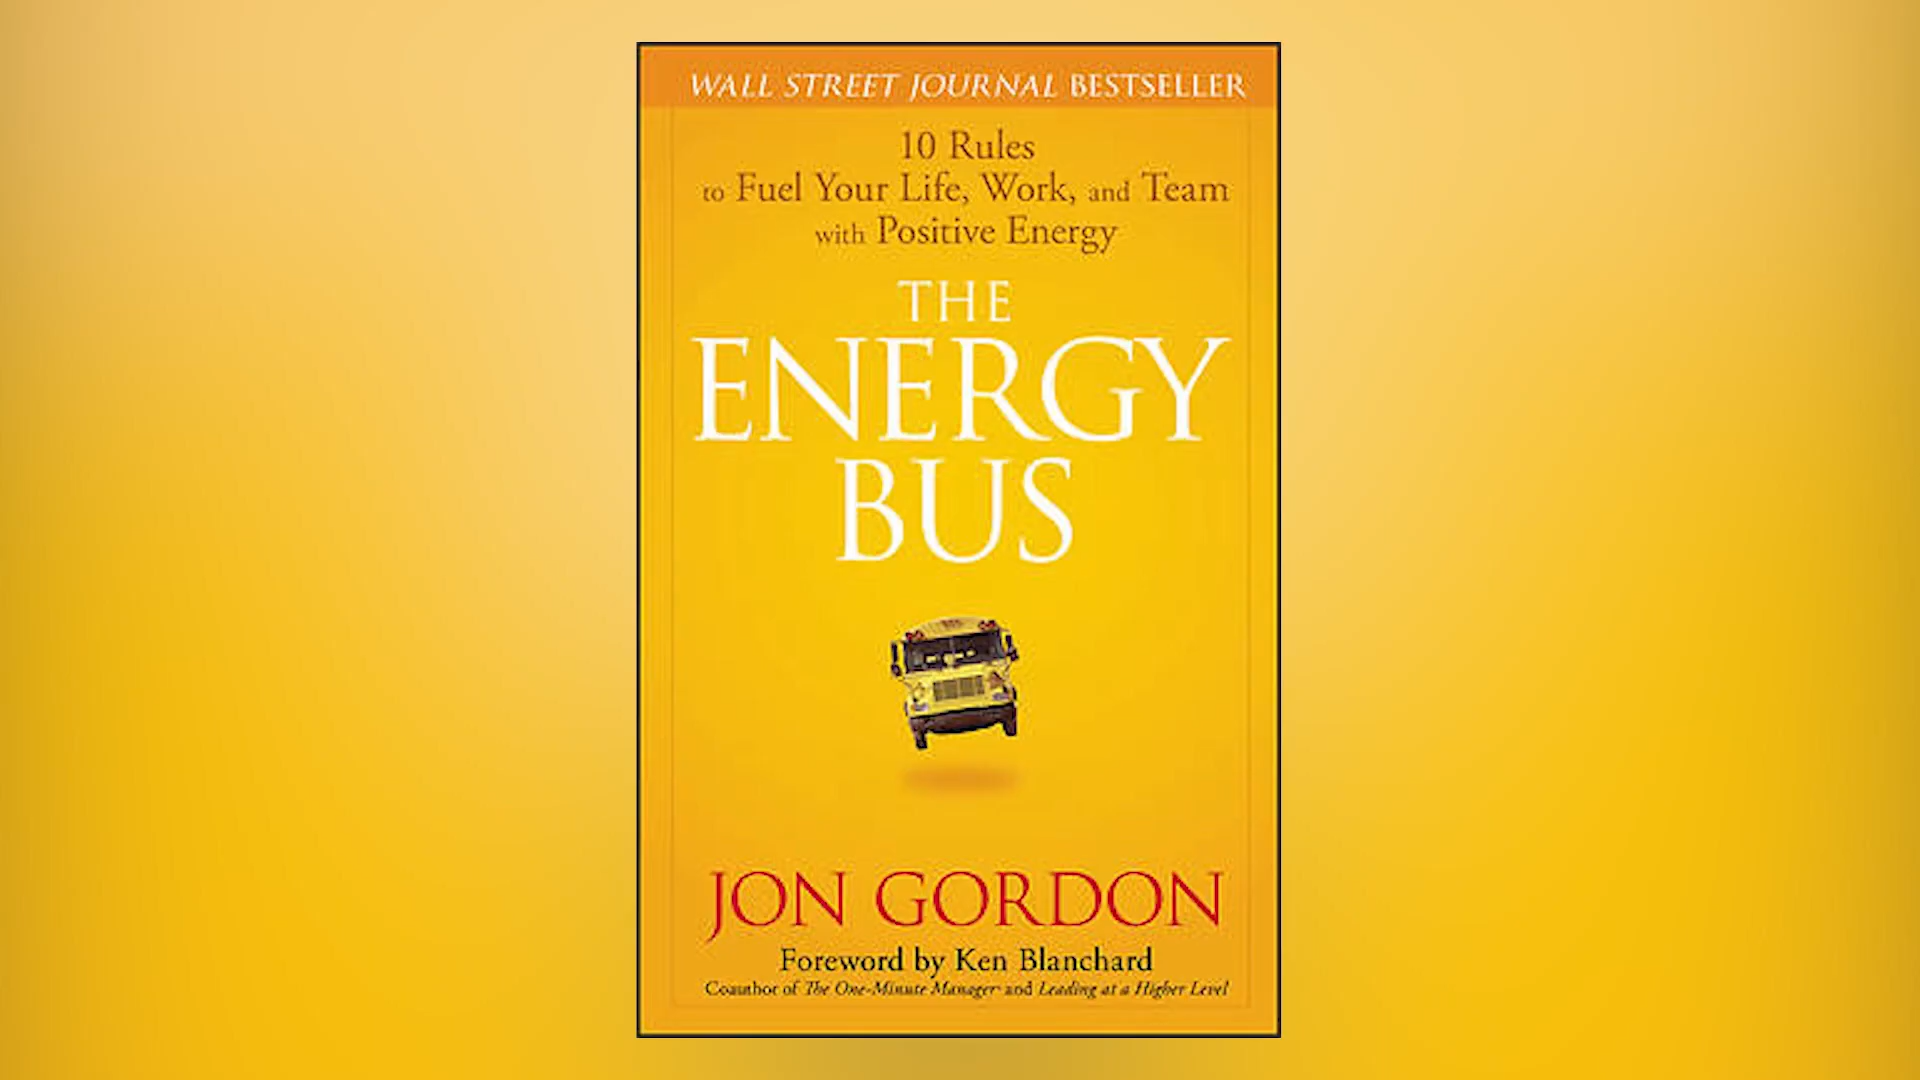 WALL STREET JOURNAL BESTSELLER
10 Rules
to Fuel Your Life, Work, and Team
with Positive Energy
THE
ENERGY
BUS
JON GORDON
Foreword by Ken Blanchard
Coauthor of The One-Minute Manager and Leading at a Higher Level